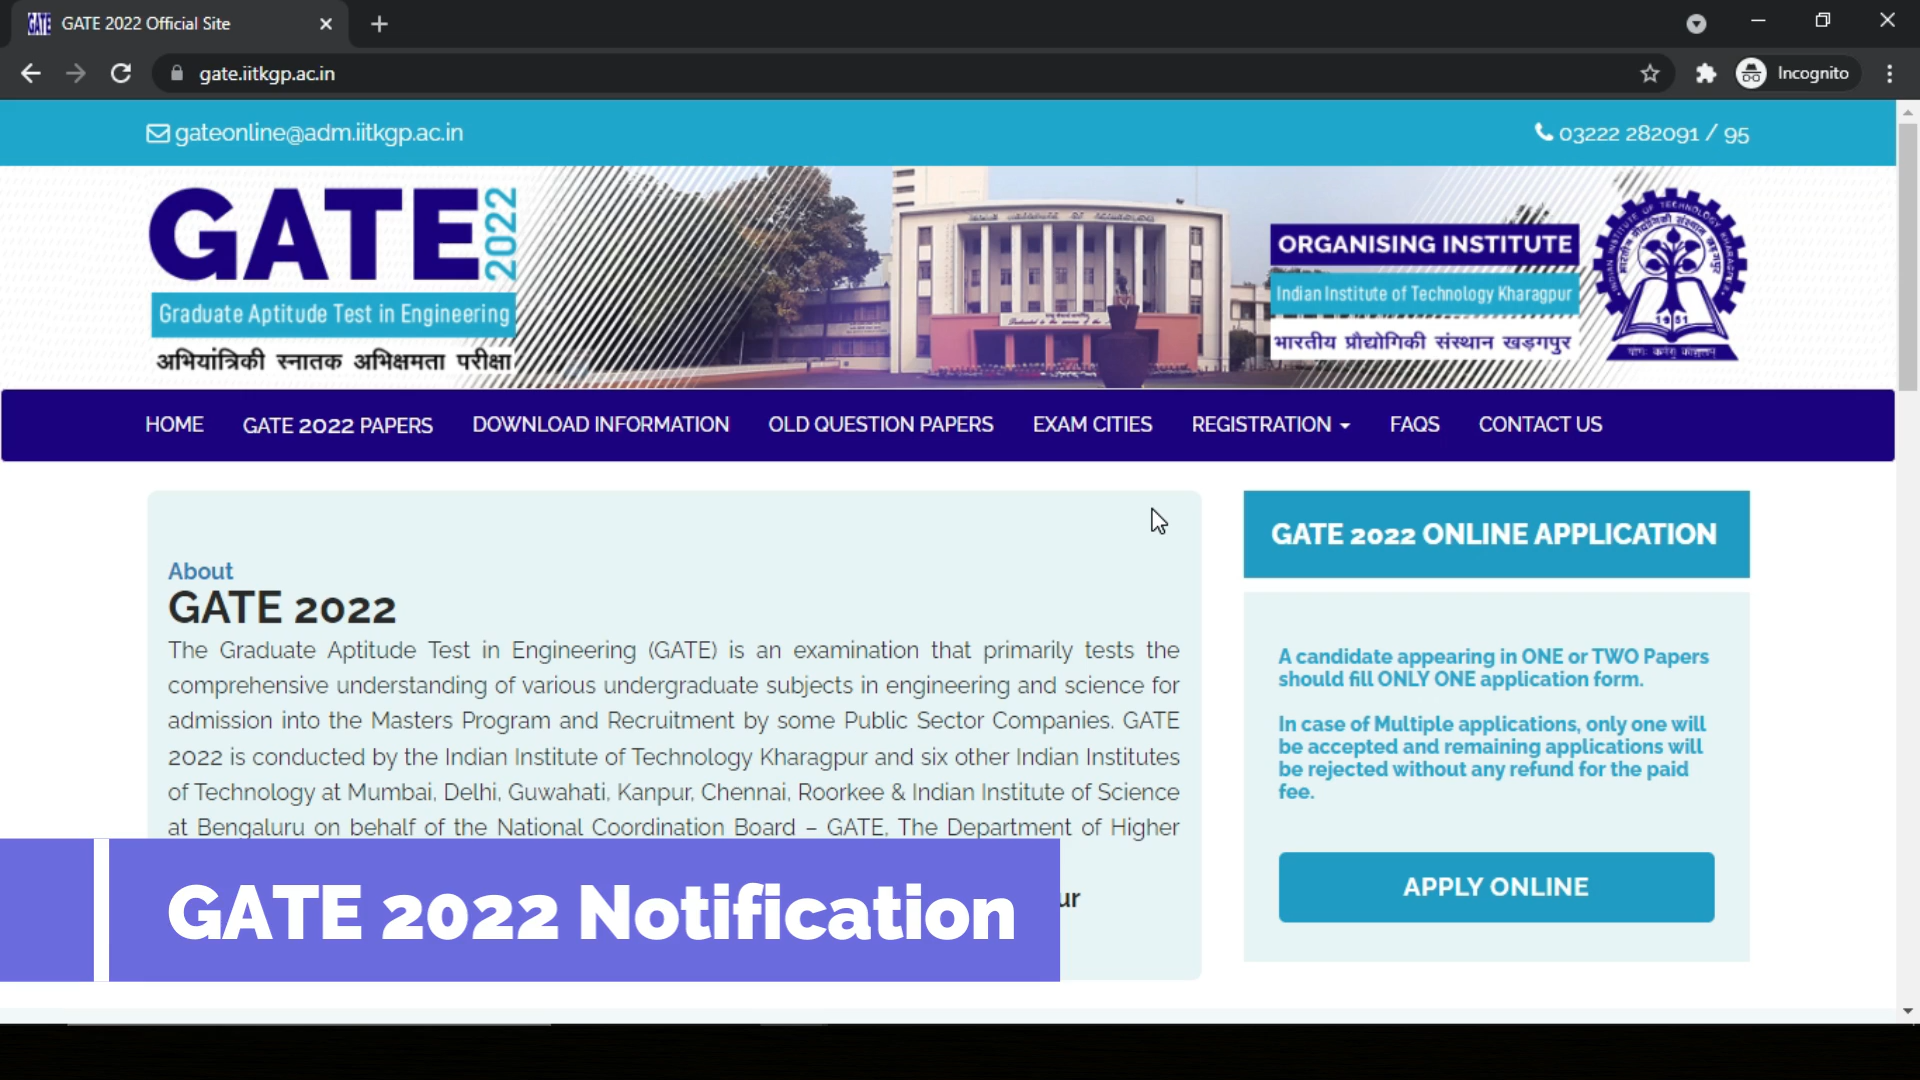 GATE 2022 Official Site
gate.iitkgp.ac.in
Incognito
gateonline@adm.iitkgp.ac.in
03222 282091 / 95
GATE 2022
Graduate Aptitude Test in Engineering
अभियांत्रिकी स्नातक अभिक्षमता परीक्षा
ORGANISING INSTITUTE
Indian Institute of Technology Kharagpur
भारतीय प्रौद्योगिकी संस्थान खड़गपुर
1951
HOME
GATE 2022 PAPERS
DOWNLOAD INFORMATION
OLD QUESTION PAPERS
EXAM CITIES
REGISTRATION
FAQS
CONTACT US
About
GATE 2022
The Graduate Aptitude Test in Engineering (GATE) is an examination that primarily tests the
comprehensive understanding of various undergraduate subjects in engineering and science for
admission into the Masters Program and Recruitment by some Public Sector Companies. GATE
2022 is conducted by the Indian Institute of Technology Kharagpur and six other Indian Institutes
of Technology at Mumbai, Delhi, Guwahati, Kanpur, Chennai, Roorkee & Indian Institute of Science
at Bengaluru on behalf of the National Coordination Board – GATE, The Department of Higher
ur
GATE 2022 ONLINE APPLICATION
A candidate appearing in ONE or TWO Papers
should fill ONLY ONE application form.
In case of Multiple applications, only one will
be accepted and remaining applications will
be rejected without any refund for the paid
fee.
APPLY ONLINE
GATE 2022 Notification